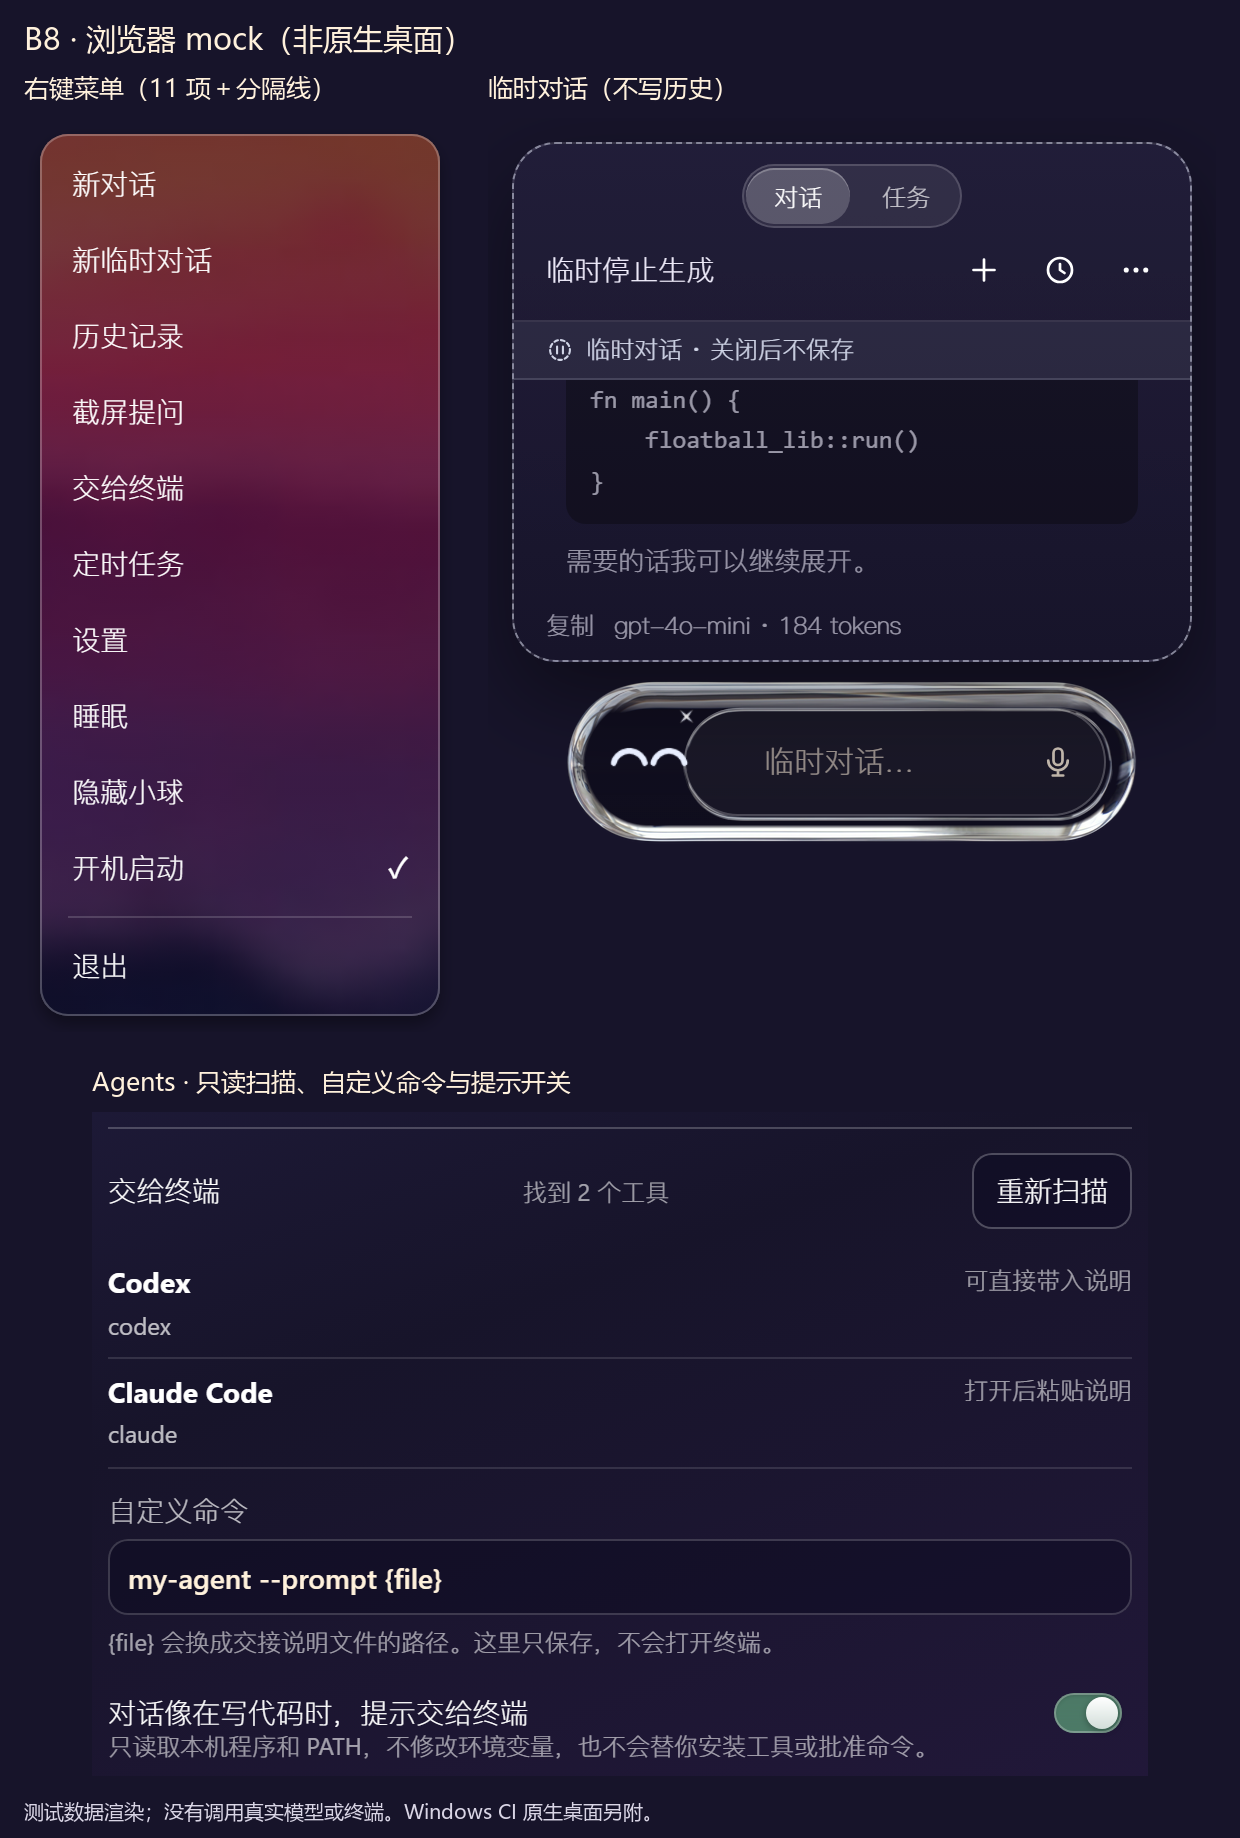 B8 · 浏览器 mock（非原生桌面）
右键菜单（11 项＋分隔线）
临时对话（不写历史）
新对话
新临时对话
历史记录
截屏提问
交给终端
定时任务
设置
睡眠
隐藏小球
开机启动 ✓
退出
对话 任务
临时停止生成
临时对话 · 关闭后不保存
fn main() {
    floatball_lib::run()
}
需要的话我可以继续展开。
复制 gpt-4o-mini · 184 tokens
临时对话…
Agents · 只读扫描、自定义命令与提示开关
交给终端 找到 2 个工具 重新扫描
Codex 可直接带入说明
codex
Claude Code 打开后粘贴说明
claude
自定义命令
my-agent --prompt {file}
{file} 会换成交接说明文件的路径。这里只保存，不会打开终端。
对话像在写代码时，提示交给终端
只读取本机程序和 PATH，不修改环境变量，也不会替你安装工具或批准命令。
测试数据渲染；没有调用真实模型或终端。Windows CI 原生桌面另附。